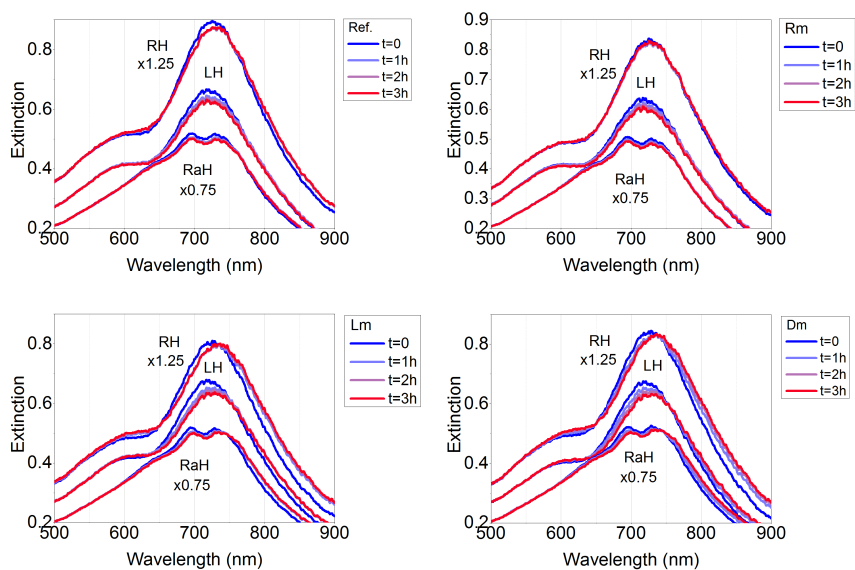 Ref.
t=0
t=1h
t=2h
t=3h
RH
x1.25
LH
RaH
x0.75
0.8
0.6
0.4
0.2
Extinction
500 600 700 800 900
Wavelength (nm)
Rm
t=0
t=1h
t=2h
t=3h
RH
x1.25
LH
RaH
x0.75
0.9
0.8
0.7
0.6
0.5
0.4
0.3
0.2
Extinction
500 600 700 800 900
Wavelength (nm)
Lm
t=0
t=1h
t=2h
t=3h
RH
x1.25
LH
RaH
x0.75
0.8
0.6
0.4
0.2
Extinction
500 600 700 800 900
Wavelength (nm)
Dm
t=0
t=1h
t=2h
t=3h
RH
x1.25
LH
RaH
x0.75
0.8
0.6
0.4
0.2
Extinction
500 600 700 800 900
Wavelength (nm)